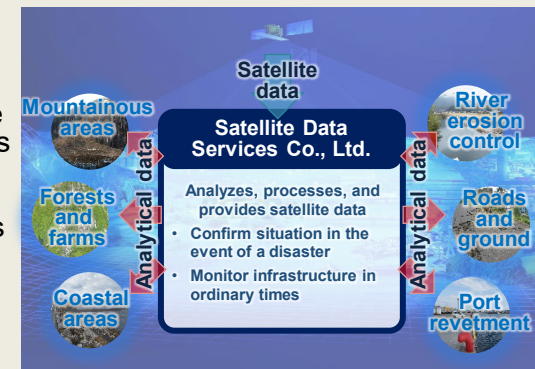 Satellite
data
Mountainous
areas
Forests
and
farms
Coastal
areas
Analytical data
Satellite Data
Services Co., Ltd.
Analyzes, processes, and
provides satellite data
• Confirm situation in the
event of a disaster
• Monitor infrastructure in
ordinary times
Analytical data
River
erosion
control
Roads
and
ground
Port
revetment